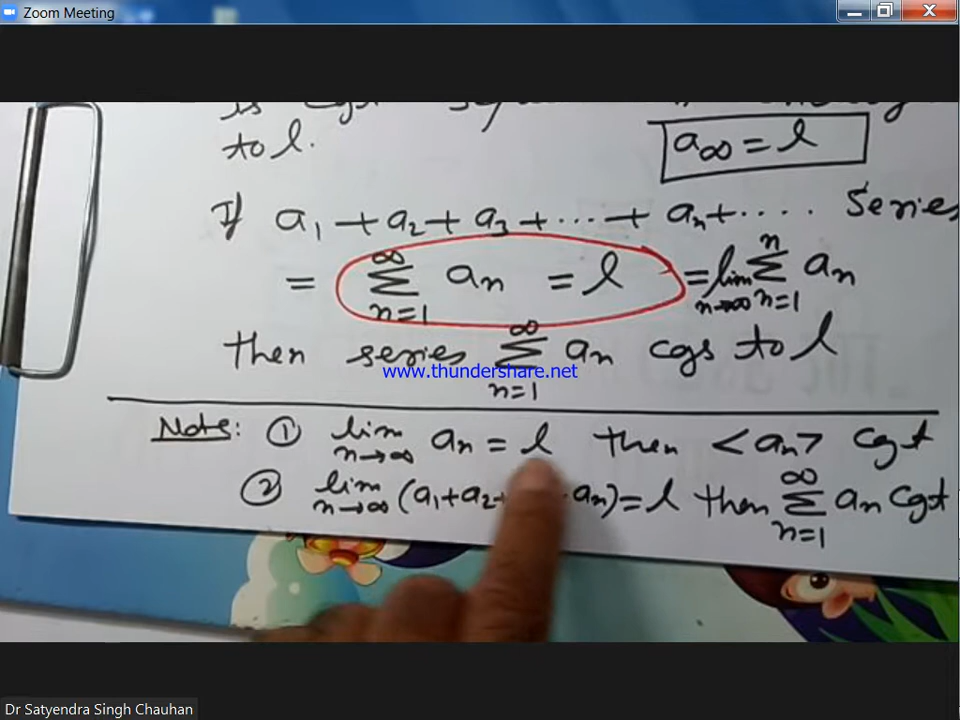 Zoom Meeting
is cgt
to l.
a∞ = l
If a₁ + a₂ + a₃ + .... + aₙ + .... Series
= ∞∑n=1 aₙ = l = lim n→∞ n∑n=1 aₙ
then series ∞∑n=1 aₙ cgs to l
www.thundershare.net
Note: ① lim n→∞ aₙ = l then <aₙ> cgt
② lim n→∞ (a₁+a₂+ aₙ) = l then ∞∑n=1 aₙ cgt
Dr Satyendra Singh Chauhan